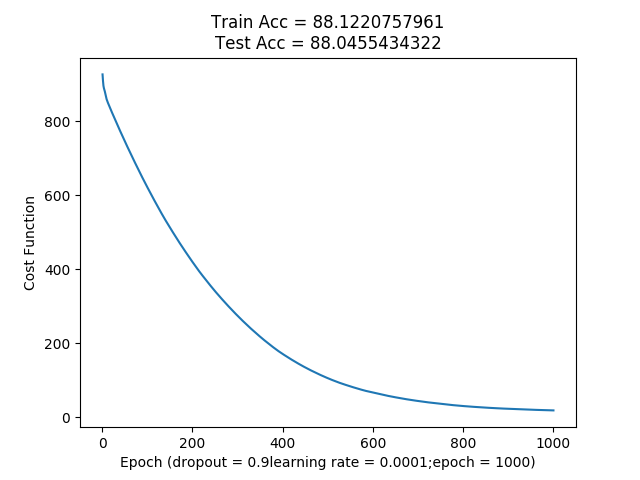 Train Acc = 88.1220757961
Test Acc = 88.0455434322
800
600
400
200
0
Cost Function
0 200 400 600 800 1000
Epoch (dropout = 0.9learning rate = 0.0001;epoch = 1000)